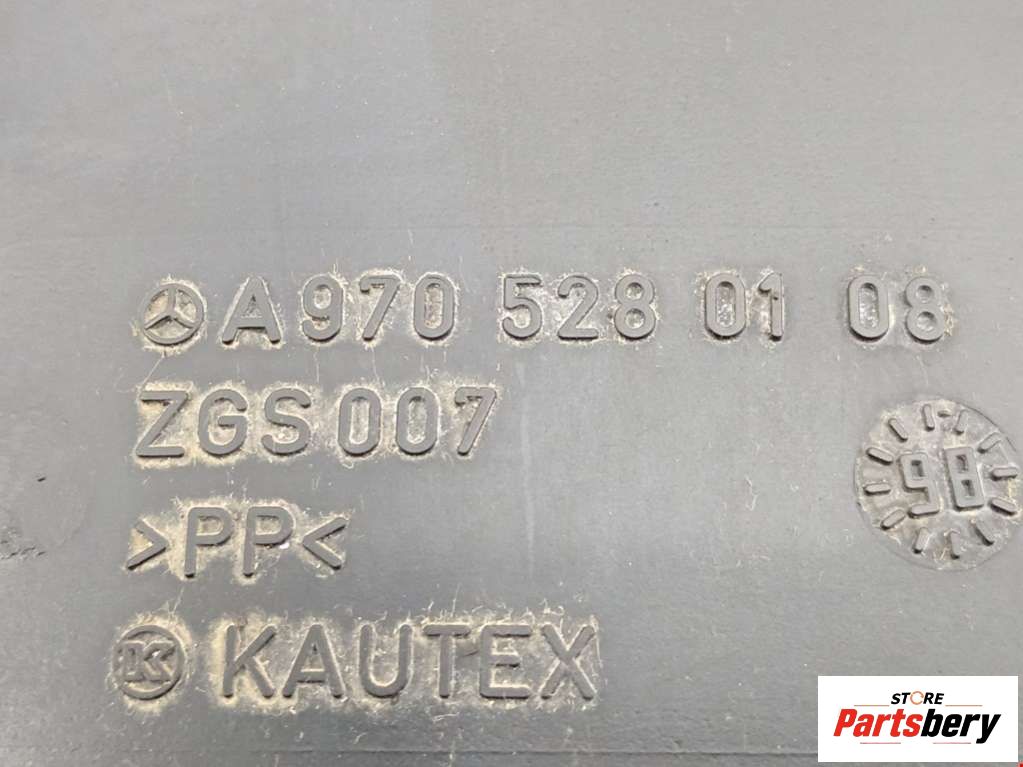 A 970 528 01 08
ZGS 007
98
>PP<
K KAUTEX
STORE
Partsbery